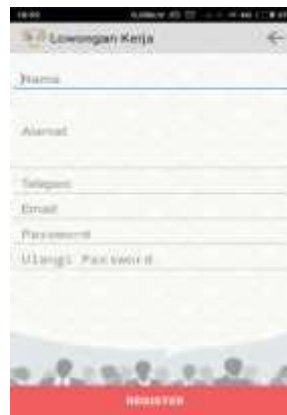 Lowongan Kerja
Nama
Alamat
Telepon
Email
Password
Ulangi Password
REGISTER